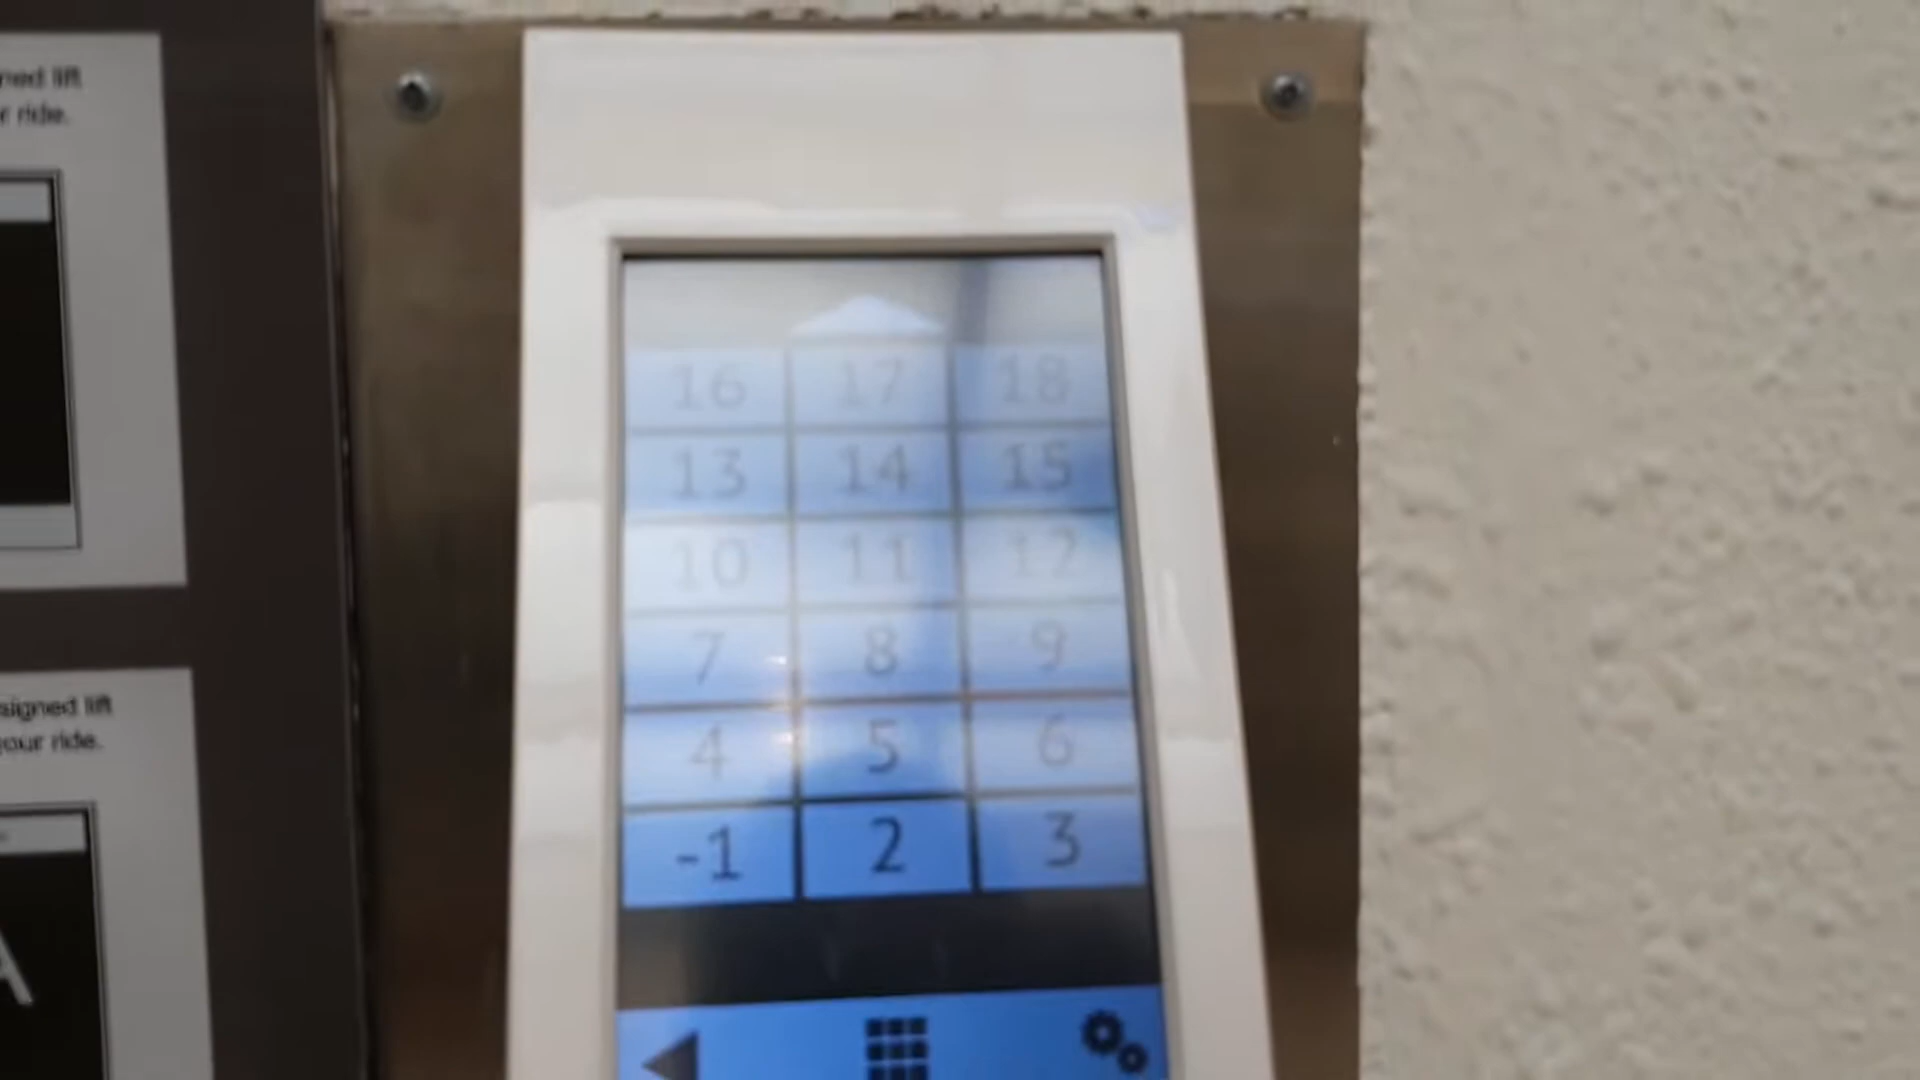 ned lift
r ride.
16 17 18
13 14 15
10 11 12
7 8 9
4 5 6
-1 2 3
signed lift
your ride.
A